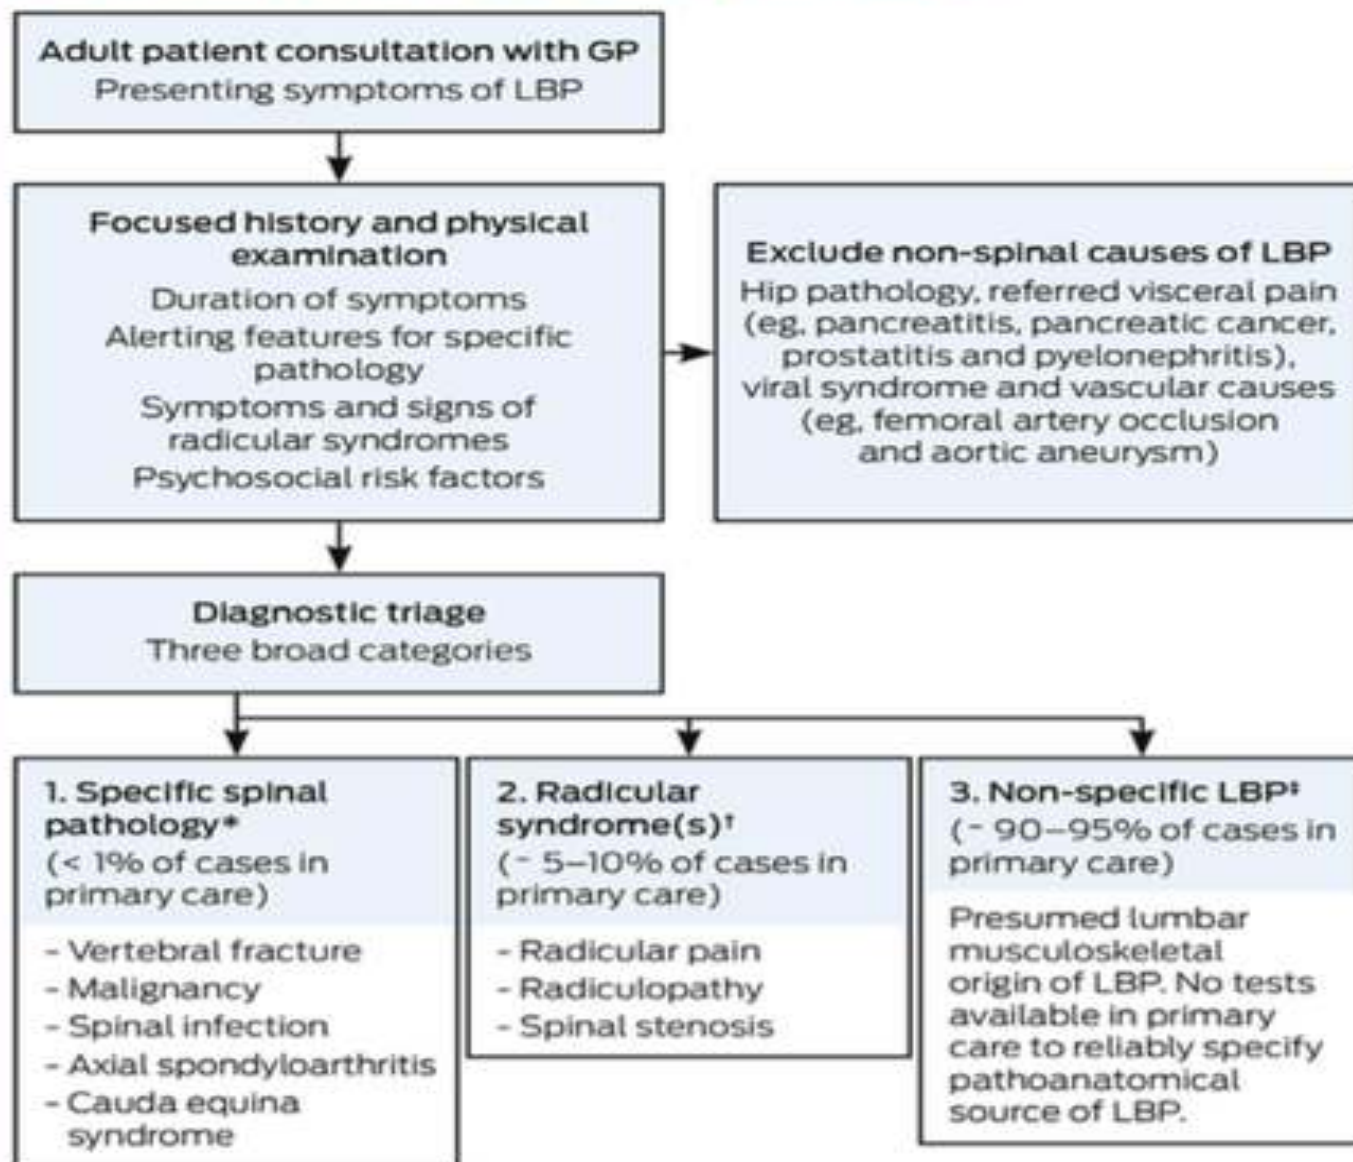 Adult patient consultation with GP
Presenting symptoms of LBP
Focused history and physical
examination
Duration of symptoms
Alerting features for specific
pathology
Symptoms and signs of
radicular syndromes
Psychosocial risk factors
Exclude non-spinal causes of LBP
Hip pathology, referred visceral pain
(eg, pancreatitis, pancreatic cancer,
prostatitis and pyelonephritis),
viral syndrome and vascular causes
(eg, femoral artery occlusion
and aortic aneurysm)
Diagnostic triage
Three broad categories
1. Specific spinal
pathology*
(< 1% of cases in
primary care)
- Vertebral fracture
- Malignancy
- Spinal infection
- Axial spondyloarthritis
- Cauda equina
syndrome
2. Radicular
syndrome(s)†
(~ 5–10% of cases in
primary care)
- Radicular pain
- Radiculopathy
- Spinal stenosis
3. Non-specific LBP‡
(~ 90–95% of cases in
primary care)
Presumed lumbar
musculoskeletal
origin of LBP. No tests
available in primary
care to reliably specify
pathoanatomical
source of LBP.